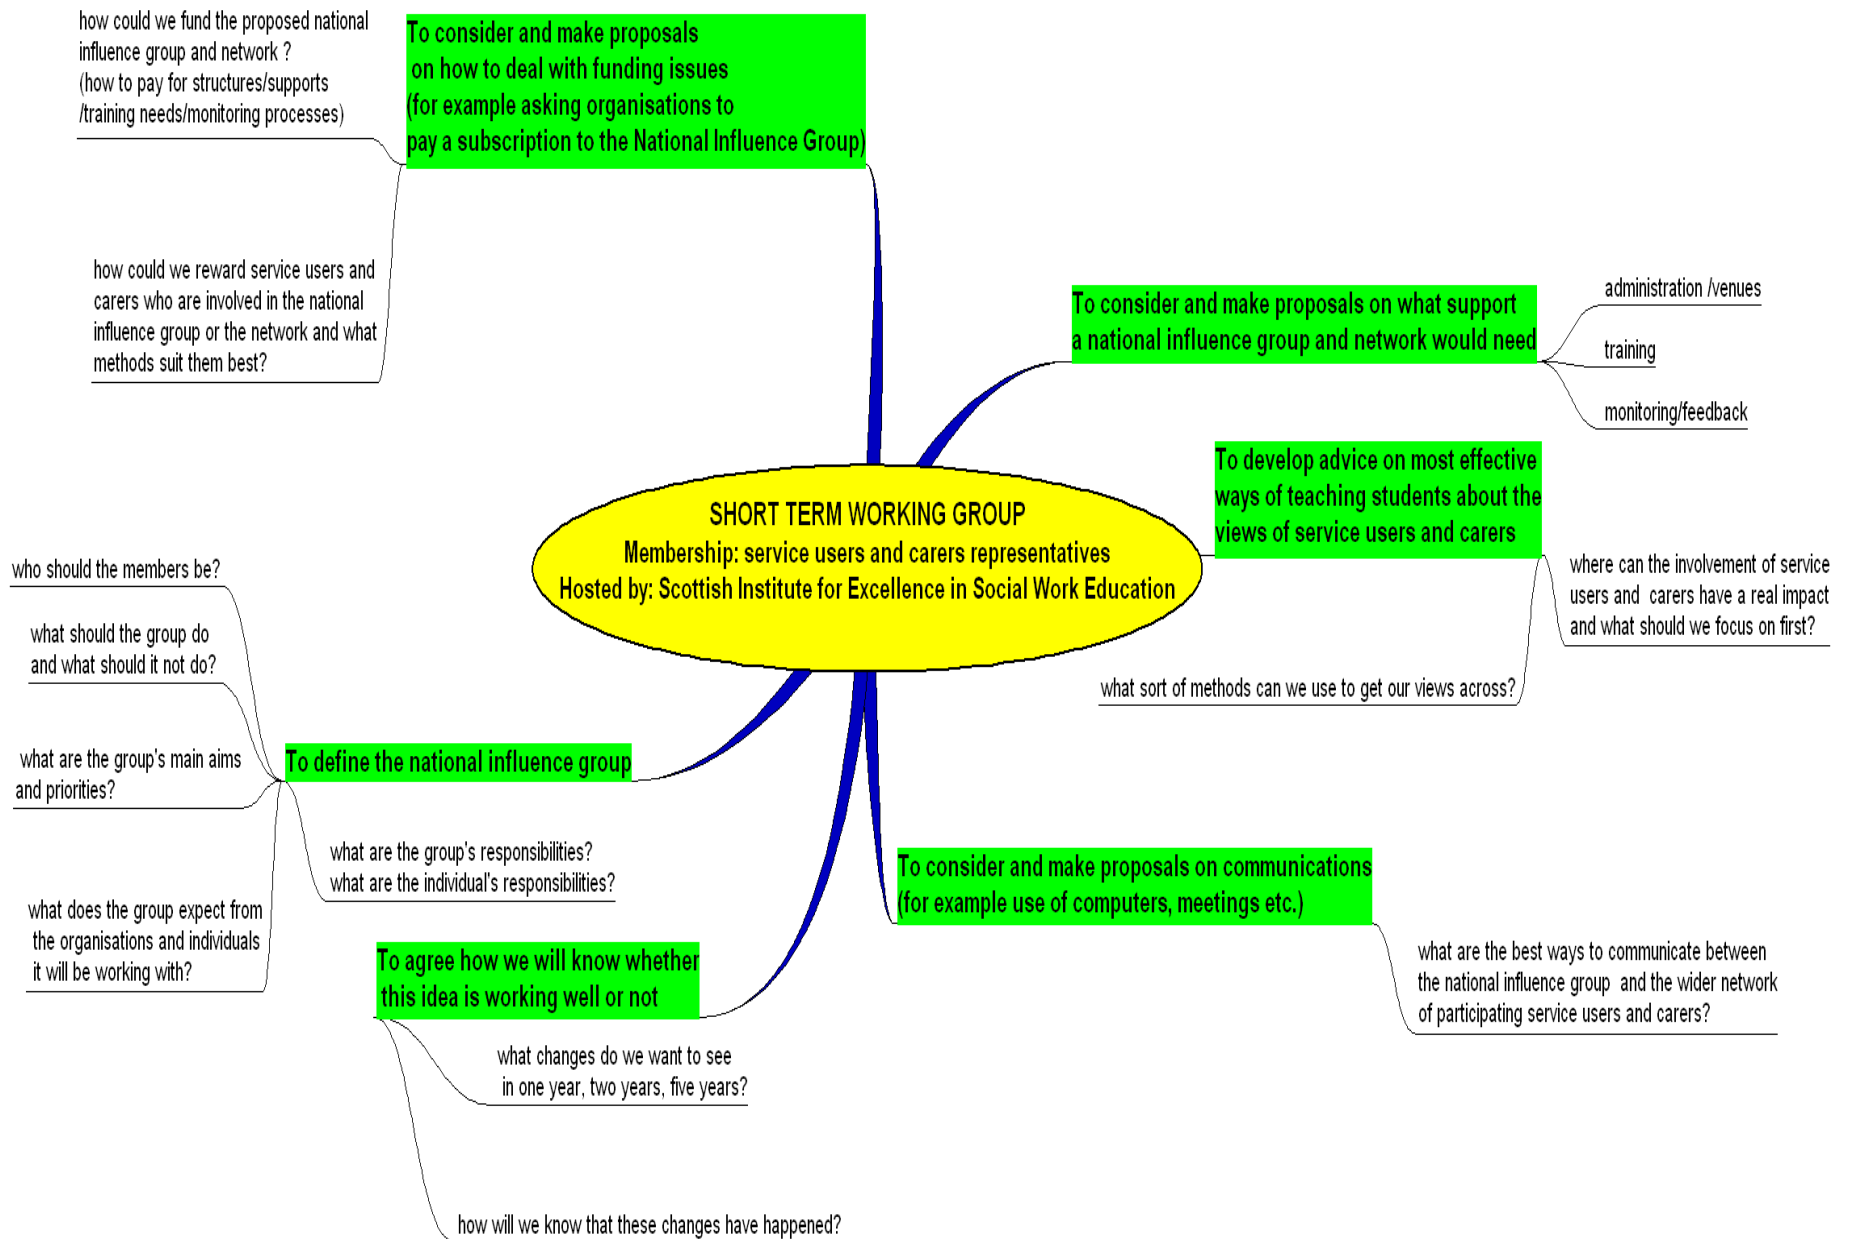 how could we fund the proposed national
influence group and network ?
(how to pay for structures/supports
/training needs/monitoring processes)
To consider and make proposals
on how to deal with funding issues
(for example asking organisations to
pay a subscription to the National Influence Group)
how could we reward service users and
carers who are involved in the national
influence group or the network and what
methods suit them best?
To consider and make proposals on what support
a national influence group and network would need
administration /venues
training
monitoring/feedback
To develop advice on most effective
ways of teaching students about the
views of service users and carers
where can the involvement of service
users and carers have a real impact
and what should we focus on first?
what sort of methods can we use to get our views across?
SHORT TERM WORKING GROUP
Membership: service users and carers representatives
Hosted by: Scottish Institute for Excellence in Social Work Education
who should the members be?
what should the group do
and what should it not do?
what are the group's main aims
and priorities?
To define the national influence group
what are the group's responsibilities?
what are the individual's responsibilities?
what does the group expect from
the organisations and individuals
it will be working with?
To consider and make proposals on communications
(for example use of computers, meetings etc.)
what are the best ways to communicate between
the national influence group and the wider network
of participating service users and carers?
To agree how we will know whether
this idea is working well or not
what changes do we want to see
in one year, two years, five years?
how will we know that these changes have happened?